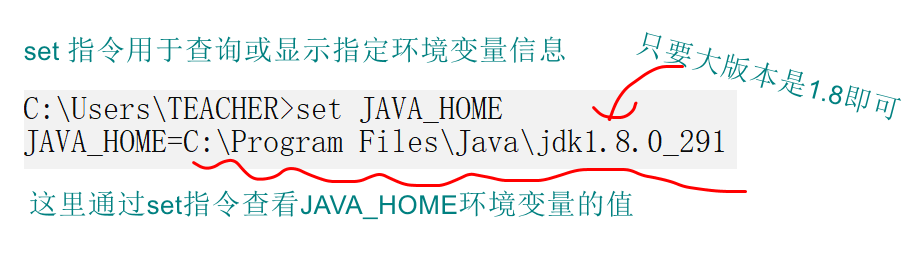 set 指令用于查询或显示指定环境变量信息
只要大版本是1.8即可
C:\Users\TEACHER>set JAVA_HOME
JAVA_HOME=C:\Program Files\Java\jdk1.8.0_291
这里通过set指令查看JAVA_HOME环境变量的值